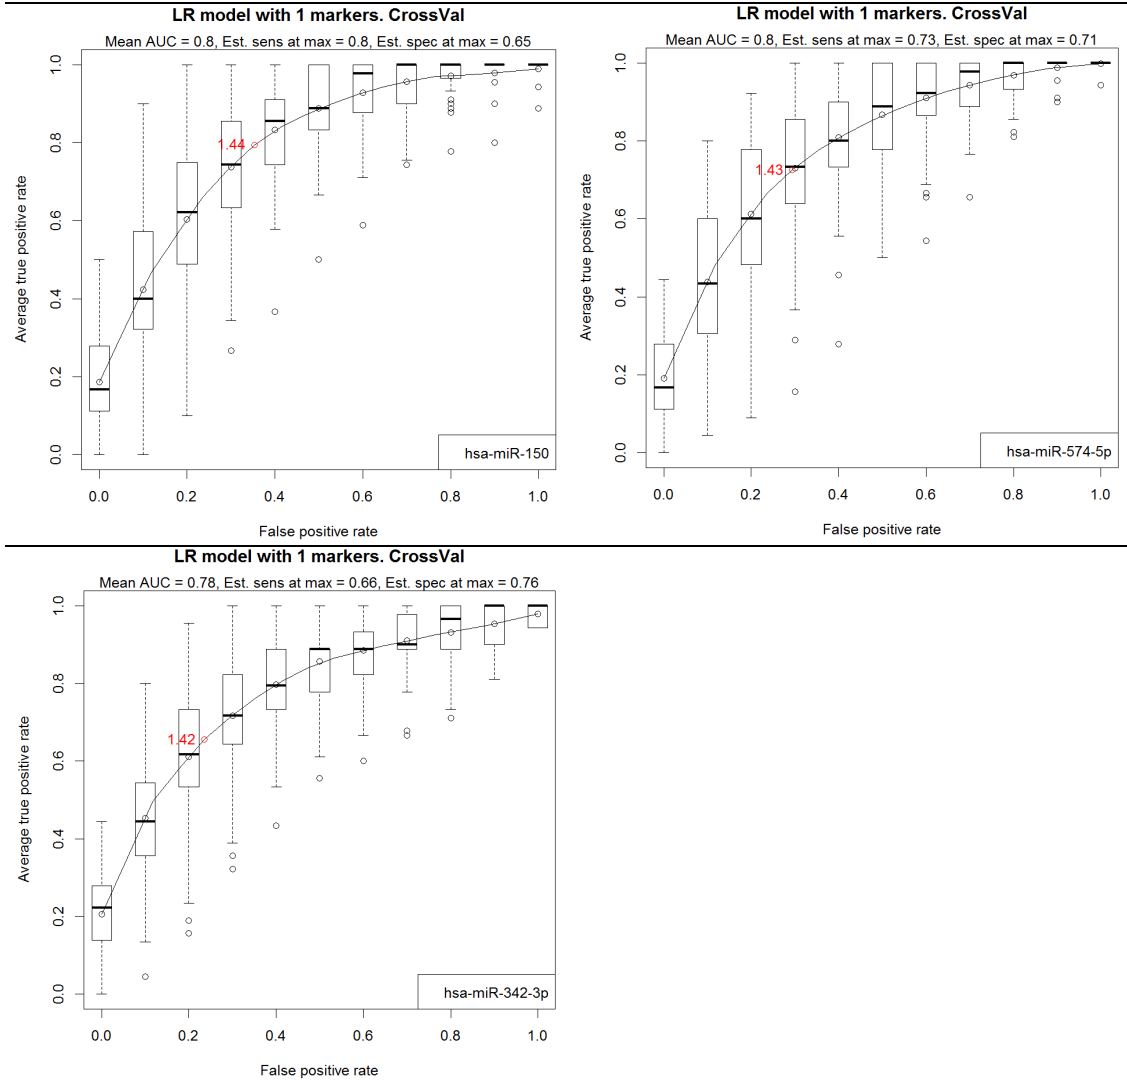 LR model with 1 markers. CrossVal
Mean AUC = 0.8, Est. sens at max = 0.8, Est. spec at max = 0.65
Average true positive rate
1.0
0.8
0.6
0.4
0.2
0.0
1.44
hsa-miR-150
0.0 0.2 0.4 0.6 0.8 1.0
False positive rate
LR model with 1 markers. CrossVal
Mean AUC = 0.8, Est. sens at max = 0.73, Est. spec at max = 0.71
Average true positive rate
1.0
0.8
0.6
0.4
0.2
0.0
1.43
hsa-miR-574-5p
0.0 0.2 0.4 0.6 0.8 1.0
False positive rate
LR model with 1 markers. CrossVal
Mean AUC = 0.78, Est. sens at max = 0.66, Est. spec at max = 0.76
Average true positive rate
1.0
0.8
0.6
0.4
0.2
0.0
1.42
hsa-miR-342-3p
0.0 0.2 0.4 0.6 0.8 1.0
False positive rate